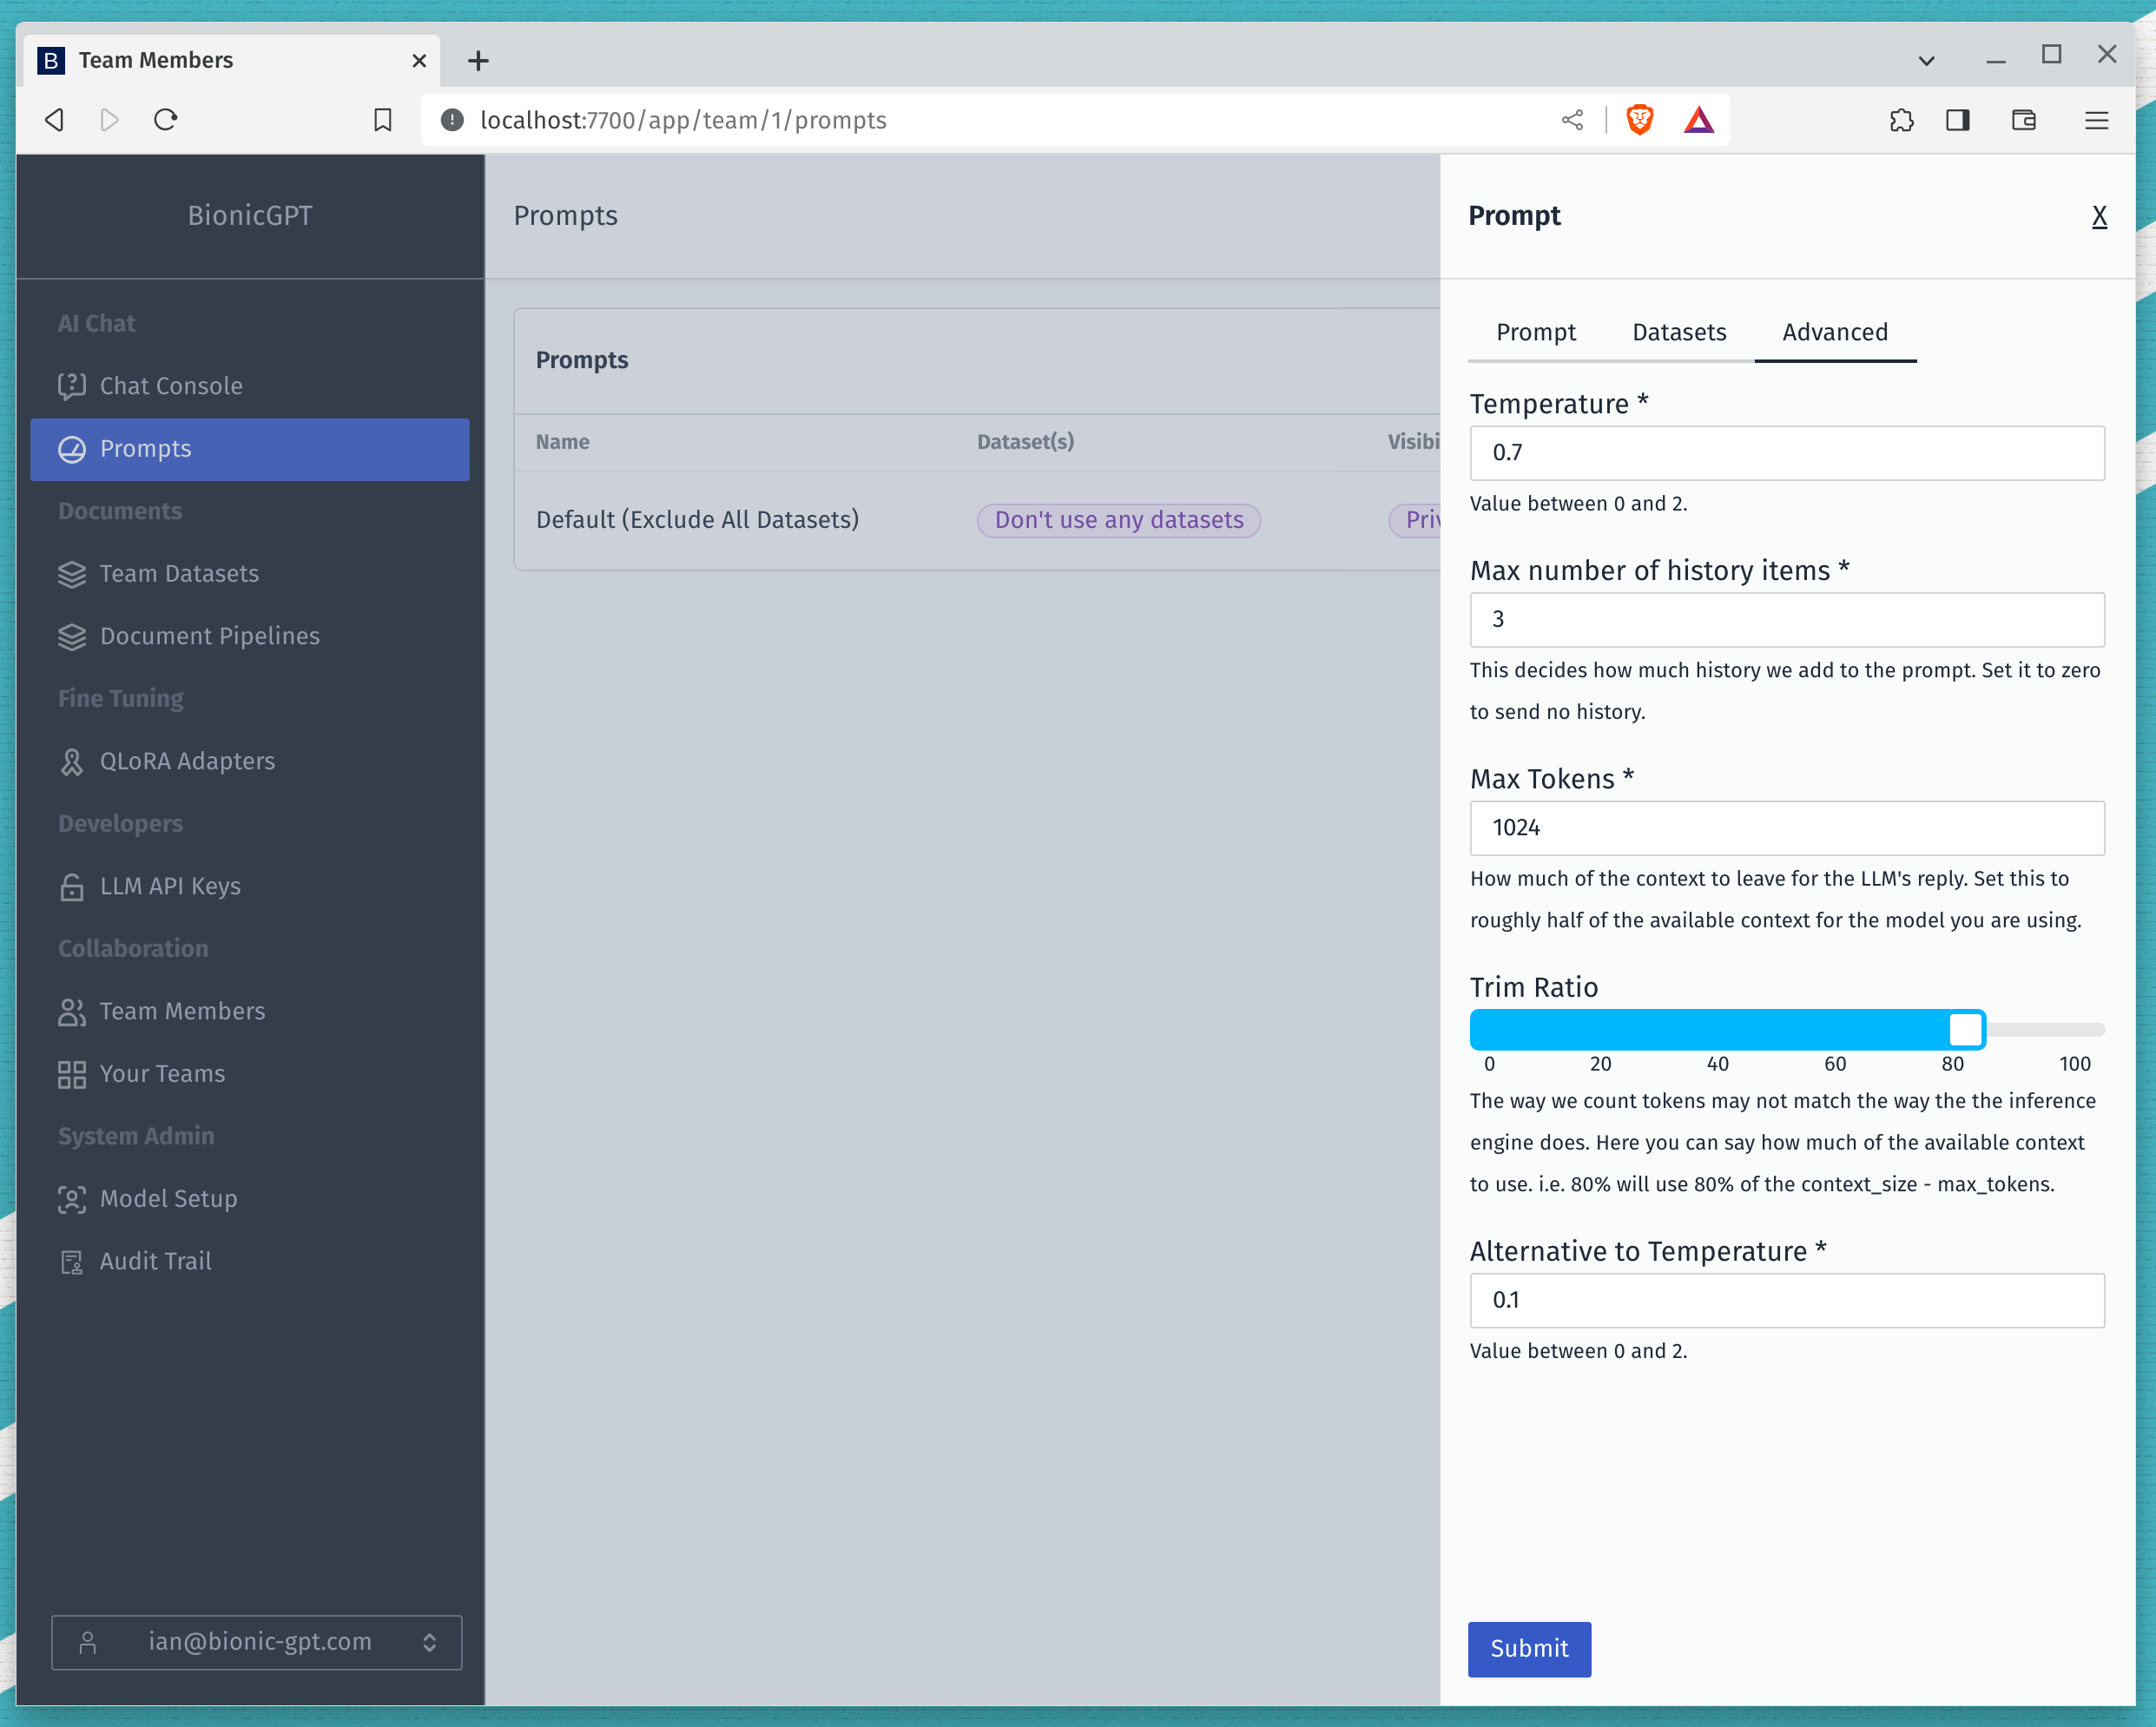 B Team Members
localhost:7700/app/team/1/prompts
BionicGPT
AI Chat
Chat Console
Prompts
Documents
Team Datasets
Document Pipelines
Fine Tuning
QLoRA Adapters
Developers
LLM API Keys
Collaboration
Team Members
Your Teams
System Admin
Model Setup
Audit Trail
ian@bionic-gpt.com
Prompts
Prompts
Name Dataset(s) Visibi
Default (Exclude All Datasets) Don't use any datasets Priv
Prompt X
Prompt Datasets Advanced
Temperature *
0.7
Value between 0 and 2.
Max number of history items *
3
This decides how much history we add to the prompt. Set it to zero
to send no history.
Max Tokens *
1024
How much of the context to leave for the LLM's reply. Set this to
roughly half of the available context for the model you are using.
Trim Ratio
0 20 40 60 80 100
The way we count tokens may not match the way the the inference
engine does. Here you can say how much of the available context
to use. i.e. 80% will use 80% of the context_size - max_tokens.
Alternative to Temperature *
0.1
Value between 0 and 2.
Submit